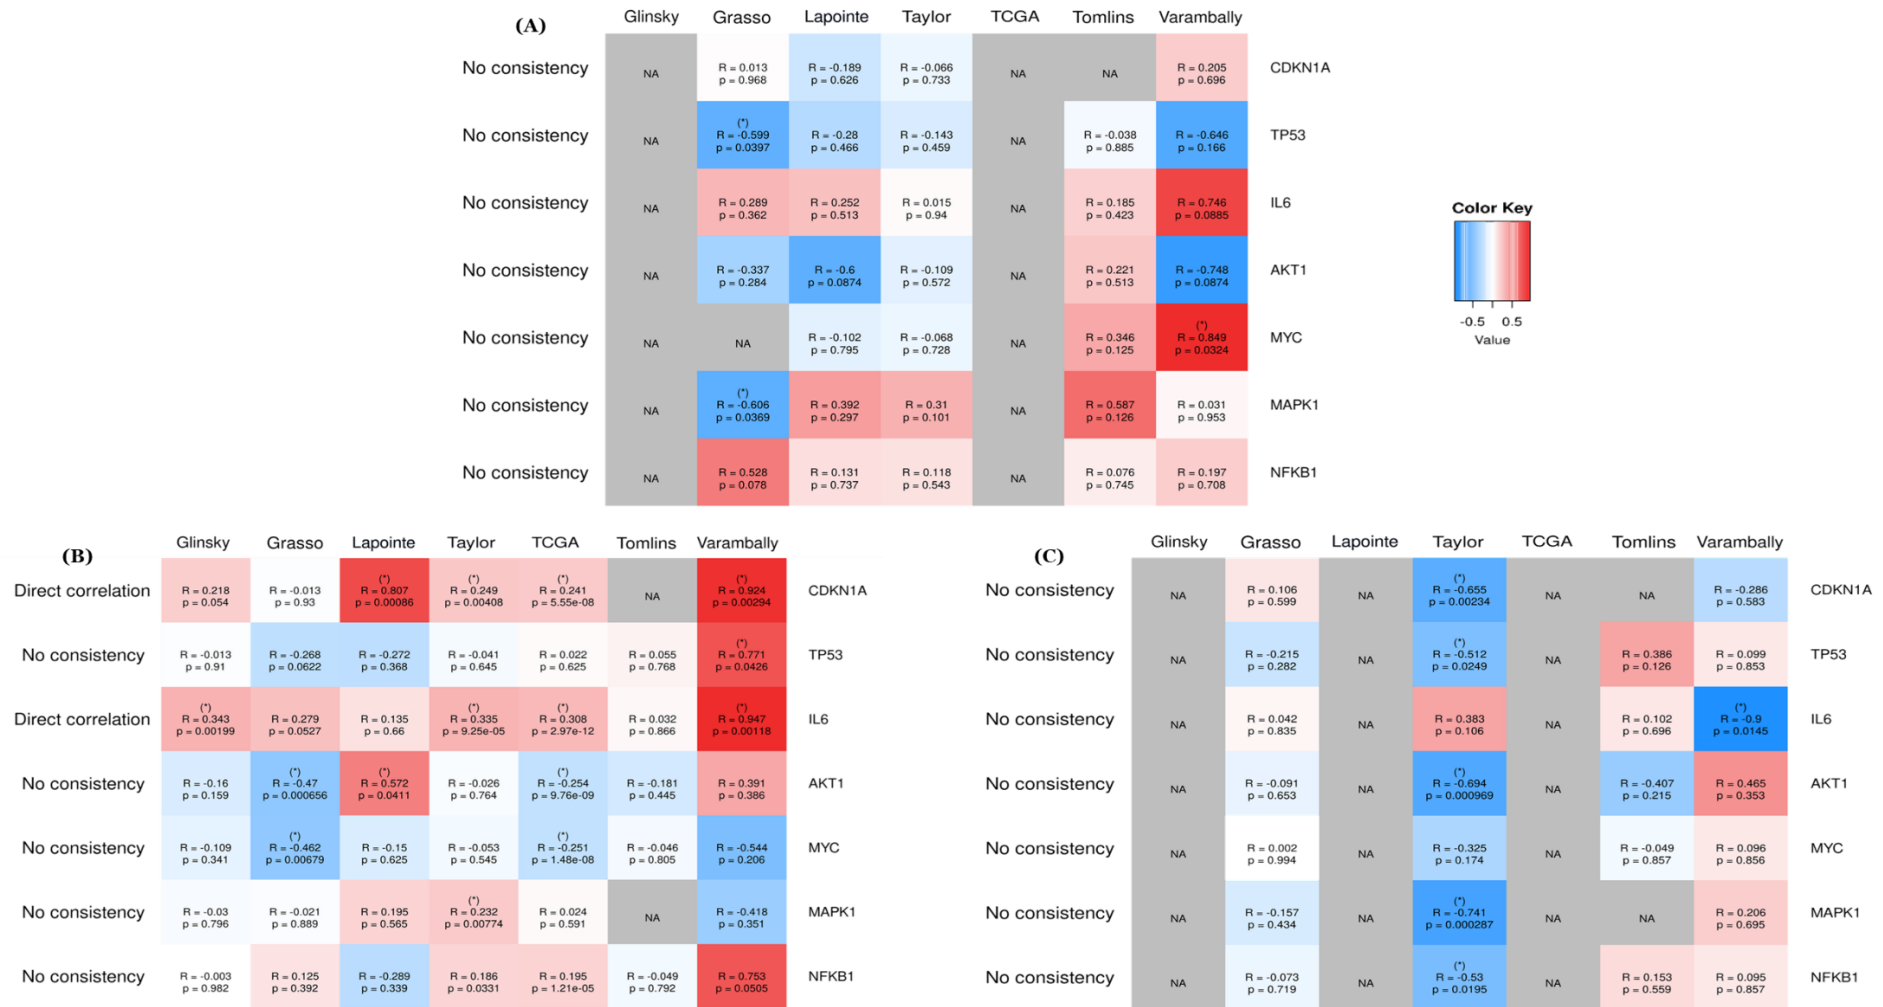 (A)
Glinsky Grasso Lapointe Taylor TCGA Tomlins Varambally
No consistency NA R = 0.013 p = 0.968 R = -0.189 p = 0.626 R = -0.066 p = 0.733 NA NA R = 0.205 p = 0.696 CDKN1A
No consistency NA (*) R = -0.599 p = 0.0397 R = -0.28 p = 0.466 R = -0.143 p = 0.459 NA R = -0.038 p = 0.885 R = -0.646 p = 0.166 TP53
No consistency NA R = 0.289 p = 0.362 R = 0.252 p = 0.513 R = 0.015 p = 0.94 NA R = 0.185 p = 0.423 R = 0.746 p = 0.0885 IL6
No consistency NA R = -0.337 p = 0.284 R = -0.6 p = 0.0874 R = -0.109 p = 0.572 NA R = 0.221 p = 0.513 R = -0.748 p = 0.0874 AKT1
No consistency NA NA R = -0.102 p = 0.795 R = -0.068 p = 0.728 NA R = 0.346 p = 0.125 (*) R = 0.849 p = 0.0324 MYC
No consistency NA (*) R = -0.606 p = 0.0369 R = 0.392 p = 0.297 R = 0.31 p = 0.101 NA R = 0.587 p = 0.126 R = 0.031 p = 0.953 MAPK1
No consistency NA R = 0.528 p = 0.078 R = 0.131 p = 0.737 R = 0.118 p = 0.543 NA R = 0.076 p = 0.745 R = 0.197 p = 0.708 NFKB1
Color Key
-0.5 0.5
Value
(B)
Glinsky Grasso Lapointe Taylor TCGA Tomlins Varambally
Direct correlation R = 0.218 p = 0.054 R = -0.013 p = 0.93 (*) R = 0.807 p = 0.00086 (*) R = 0.249 p = 0.00408 (*) R = 0.241 p = 5.55e-08 NA (*) R = 0.924 p = 0.00294 CDKN1A
No consistency R = -0.013 p = 0.91 R = -0.268 p = 0.0622 R = -0.272 p = 0.368 R = -0.041 p = 0.645 R = 0.022 p = 0.625 R = 0.055 p = 0.768 (*) R = 0.771 p = 0.0426 TP53
Direct correlation (*) R = 0.343 p = 0.00199 R = 0.279 p = 0.0527 R = 0.135 p = 0.66 (*) R = 0.335 p = 9.25e-05 (*) R = 0.308 p = 2.97e-12 R = 0.032 p = 0.866 (*) R = 0.947 p = 0.00118 IL6
No consistency R = -0.16 p = 0.159 (*) R = -0.47 p = 0.000656 (*) R = 0.572 p = 0.0411 R = -0.026 p = 0.764 (*) R = -0.254 p = 9.76e-09 R = -0.181 p = 0.445 R = 0.391 p = 0.386 AKT1
No consistency R = -0.109 p = 0.341 (*) R = -0.462 p = 0.00679 R = -0.15 p = 0.625 R = -0.053 p = 0.545 (*) R = -0.251 p = 1.48e-08 R = -0.046 p = 0.805 R = -0.544 p = 0.206 MYC
No consistency R = -0.03 p = 0.796 R = -0.021 p = 0.889 R = 0.195 p = 0.565 (*) R = 0.232 p = 0.00774 R = 0.024 p = 0.591 NA R = -0.418 p = 0.351 MAPK1
No consistency R = -0.003 p = 0.982 R = 0.125 p = 0.392 R = -0.289 p = 0.339 R = 0.186 p = 0.0331 R = 0.195 p = 1.21e-05 R = -0.049 p = 0.792 R = 0.753 p = 0.0505 NFKB1
(C)
Glinsky Grasso Lapointe Taylor TCGA Tomlins Varambally
No consistency NA R = 0.106 p = 0.599 NA (*) R = -0.655 p = 0.00234 NA NA R = -0.286 p = 0.583 CDKN1A
No consistency NA R = -0.215 p = 0.282 NA (*) R = -0.512 p = 0.0249 NA R = 0.386 p = 0.126 R = 0.099 p = 0.853 TP53
No consistency NA R = 0.042 p = 0.835 NA R = 0.383 p = 0.106 NA R = 0.102 p = 0.696 (*) R = -0.9 p = 0.0145 IL6
No consistency NA R = -0.091 p = 0.653 NA (*) R = -0.694 p = 0.000969 NA R = -0.407 p = 0.215 R = 0.465 p = 0.353 AKT1
No consistency NA R = 0.002 p = 0.994 NA R = -0.325 p = 0.174 NA R = -0.049 p = 0.857 R = 0.096 p = 0.856 MYC
No consistency NA R = -0.157 p = 0.434 NA (*) R = -0.741 p = 0.000287 NA NA R = 0.206 p = 0.695 MAPK1
No consistency NA R = -0.073 p = 0.719 NA (*) R = -0.53 p = 0.0195 NA R = 0.153 p = 0.559 R = 0.095 p = 0.857 NFKB1